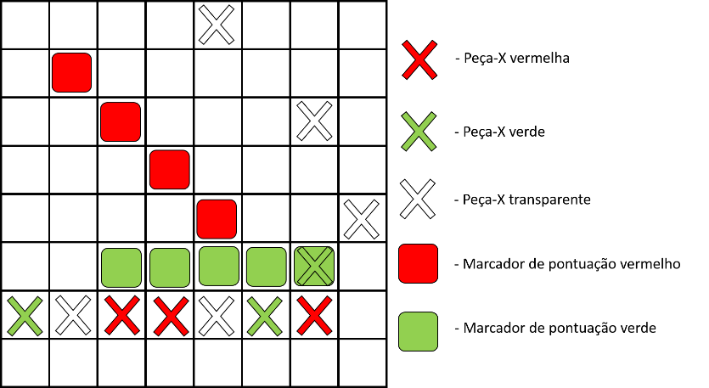 - Peça-X vermelha
- Peça-X verde
- Peça-X transparente
- Marcador de pontuação vermelho
- Marcador de pontuação verde